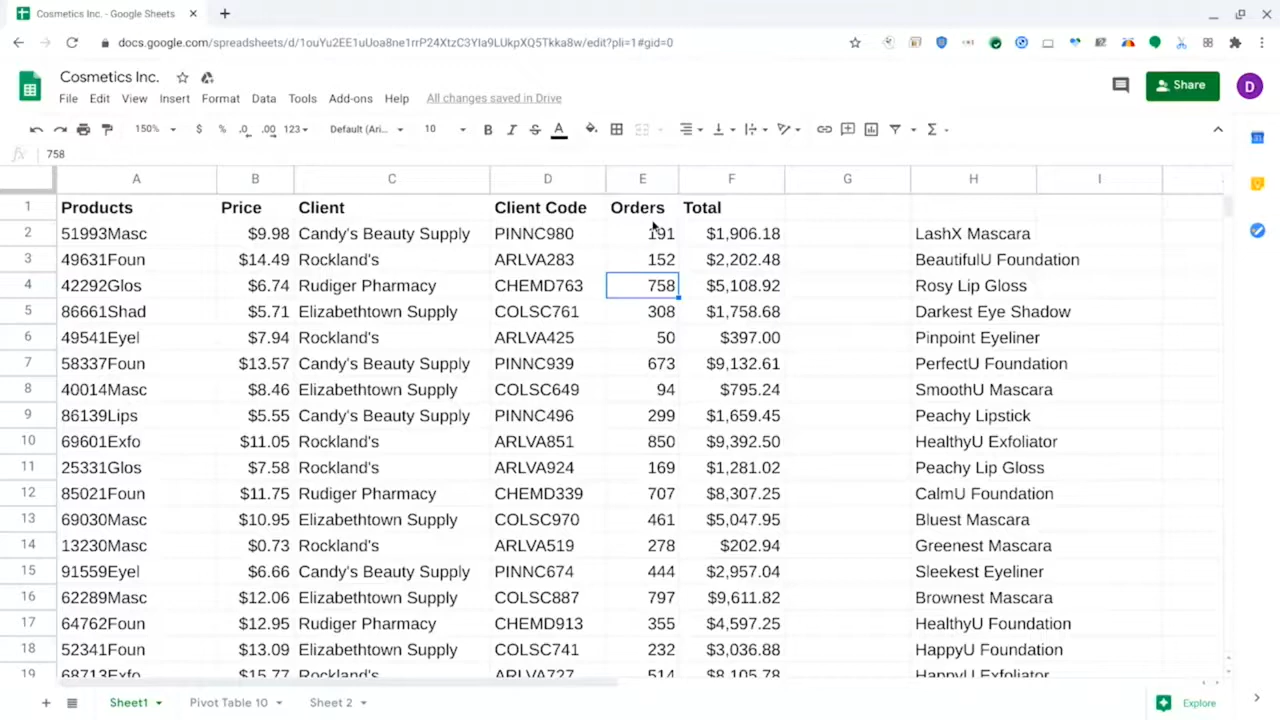 Cosmetics Inc. - Google Sheets
docs.google.com/spreadsheets/d/1ouYu2EE1uUoa8ne1rrP24XtzC3YIa9LUkpXQ5Tkka8w/edit?pli=1#gid=0
Cosmetics Inc.
Share
D
File Edit View Insert Format Data Tools Add-ons Help All changes saved in Drive
150% $ % .0 .00 123 Default (Ari... 10 B I S A Σ
fx 758
A B C D E F G H I
1 Products Price Client Client Code Orders Total
2 51993Masc $9.98 Candy's Beauty Supply PINNC980 191 $1,906.18 LashX Mascara
3 49631Foun $14.49 Rockland's ARLVA283 152 $2,202.48 BeautifulU Foundation
4 42292Glos $6.74 Rudiger Pharmacy CHEMD763 758 $5,108.92 Rosy Lip Gloss
5 86661Shad $5.71 Elizabethtown Supply COLSC761 308 $1,758.68 Darkest Eye Shadow
6 49541Eyel $7.94 Rockland's ARLVA425 50 $397.00 Pinpoint Eyeliner
7 58337Foun $13.57 Candy's Beauty Supply PINNC939 673 $9,132.61 PerfectU Foundation
8 40014Masc $8.46 Elizabethtown Supply COLSC649 94 $795.24 SmoothU Mascara
9 86139Lips $5.55 Candy's Beauty Supply PINNC496 299 $1,659.45 Peachy Lipstick
10 69601Exfo $11.05 Rockland's ARLVA851 850 $9,392.50 HealthyU Exfoliator
11 25331Glos $7.58 Rockland's ARLVA924 169 $1,281.02 Peachy Lip Gloss
12 85021Foun $11.75 Rudiger Pharmacy CHEMD339 707 $8,307.25 CalmU Foundation
13 69030Masc $10.95 Elizabethtown Supply COLSC970 461 $5,047.95 Bluest Mascara
14 13230Masc $0.73 Rockland's ARLVA519 278 $202.94 Greenest Mascara
15 91559Eyel $6.66 Candy's Beauty Supply PINNC674 444 $2,957.04 Sleekest Eyeliner
16 62289Masc $12.06 Elizabethtown Supply COLSC887 797 $9,611.82 Brownest Mascara
17 64762Foun $12.95 Rudiger Pharmacy CHEMD913 355 $4,597.25 HealthyU Foundation
18 52341Foun $13.09 Elizabethtown Supply COLSC741 232 $3,036.88 HappyU Foundation
19 68713Exfo $15.77 Rockland's ARLVA727 514 $8,105.78 HappyU Exfoliator
Sheet1 Pivot Table 10 Sheet 2 Explore